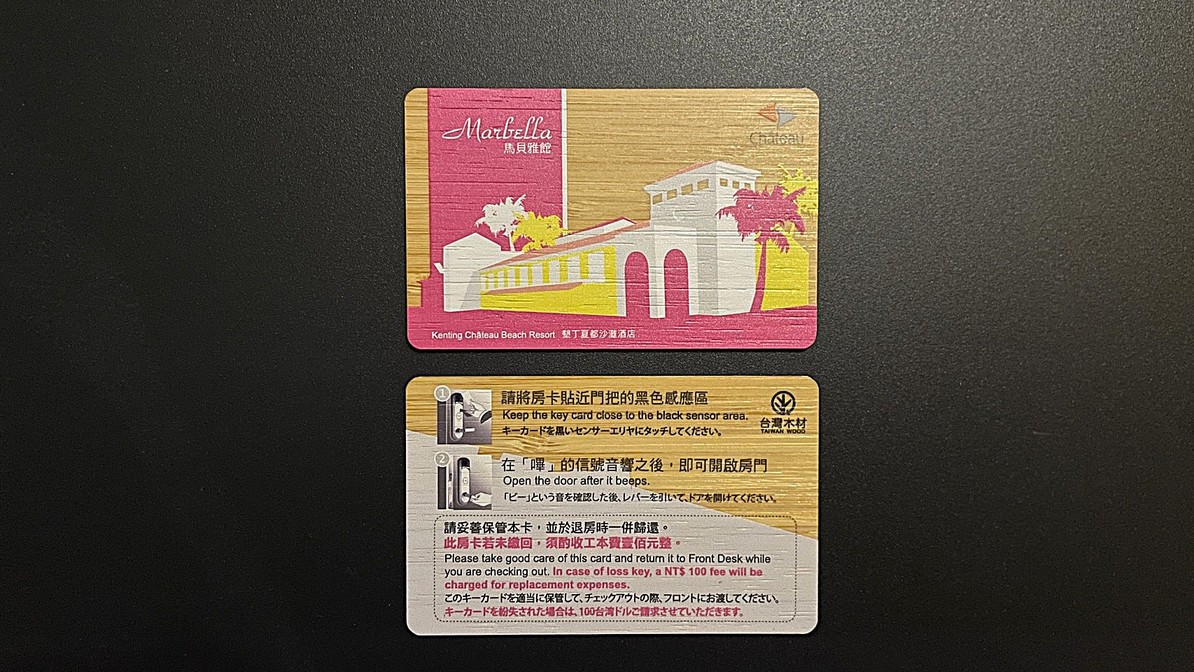 Marbella
馬貝雅館
Château
Kenting Château Beach Resort 墾丁夏都沙灘酒店
1
請將房卡貼近門把的黑色感應區
Keep the key card close to the black sensor area.
キーカードを黒いセンサーエリヤにタッチしてください。
台灣木材
TAIWAN WOOD
2
在「嗶」的信號音響之後，即可開啟房門
Open the door after it beeps.
「ビー」という音を確認した後、レバーを引いて、ドアを開けてください。
請妥善保管本卡，並於退房時一併歸還。
此房卡若未繳回，須酌收工本費壹佰元整。
Please take good care of this card and return it to Front Desk while
you are checking out. In case of loss key, a NT$ 100 fee will be
charged for replacement expenses.
このキーカードを適当に保管して、チェックアウトの際、フロントにお渡してください。
キーカードを紛失された場合は、100台湾ドルご請求させていただきます。